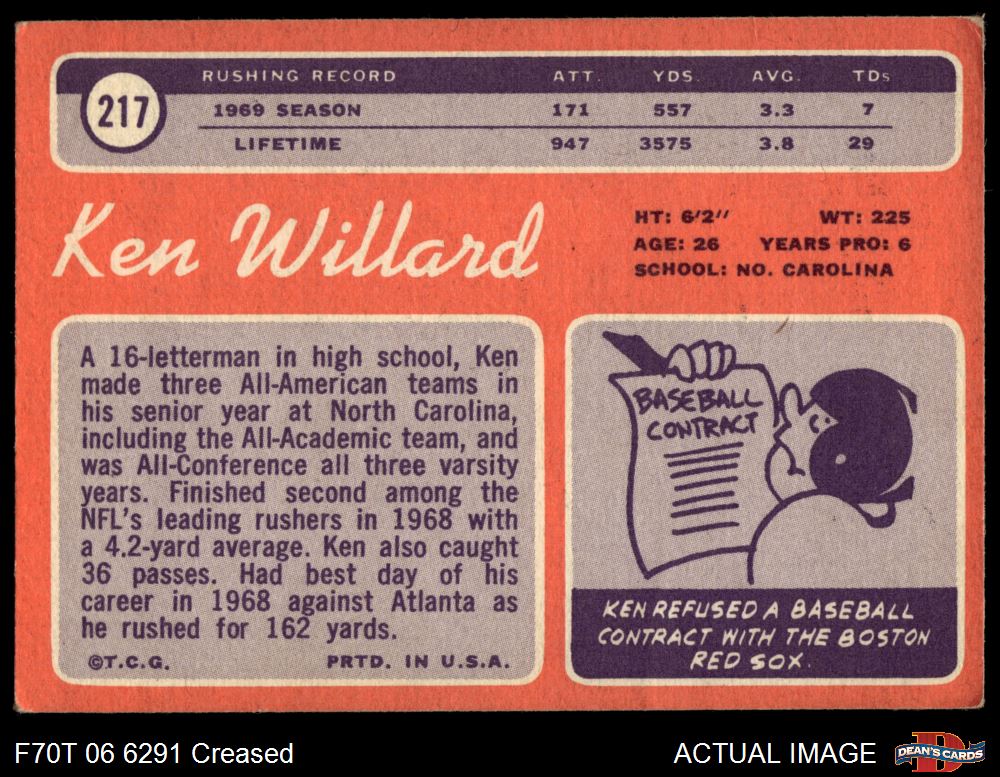 217
RUSHING RECORD ATT. YDS. AVG. TDs
1969 SEASON 171 557 3.3 7
LIFETIME 947 3575 3.8 29
Ken Willard
HT: 6'2" WT: 225
AGE: 26 YEARS PRO: 6
SCHOOL: NO. CAROLINA
A 16-letterman in high school, Ken
made three All-American teams in
his senior year at North Carolina,
including the All-Academic team, and
was All-Conference all three varsity
years. Finished second among the
NFL's leading rushers in 1968 with
a 4.2-yard average. Ken also caught
36 passes. Had best day of his
career in 1968 against Atlanta as
he rushed for 162 yards.
©T.C.G. PRTD. IN U.S.A.
BASEBALL
CONTRACT
KEN REFUSED A BASEBALL
CONTRACT WITH THE BOSTON
RED SOX.
F70T 06 6291 Creased
ACTUAL IMAGE
DEAN'S CARDS